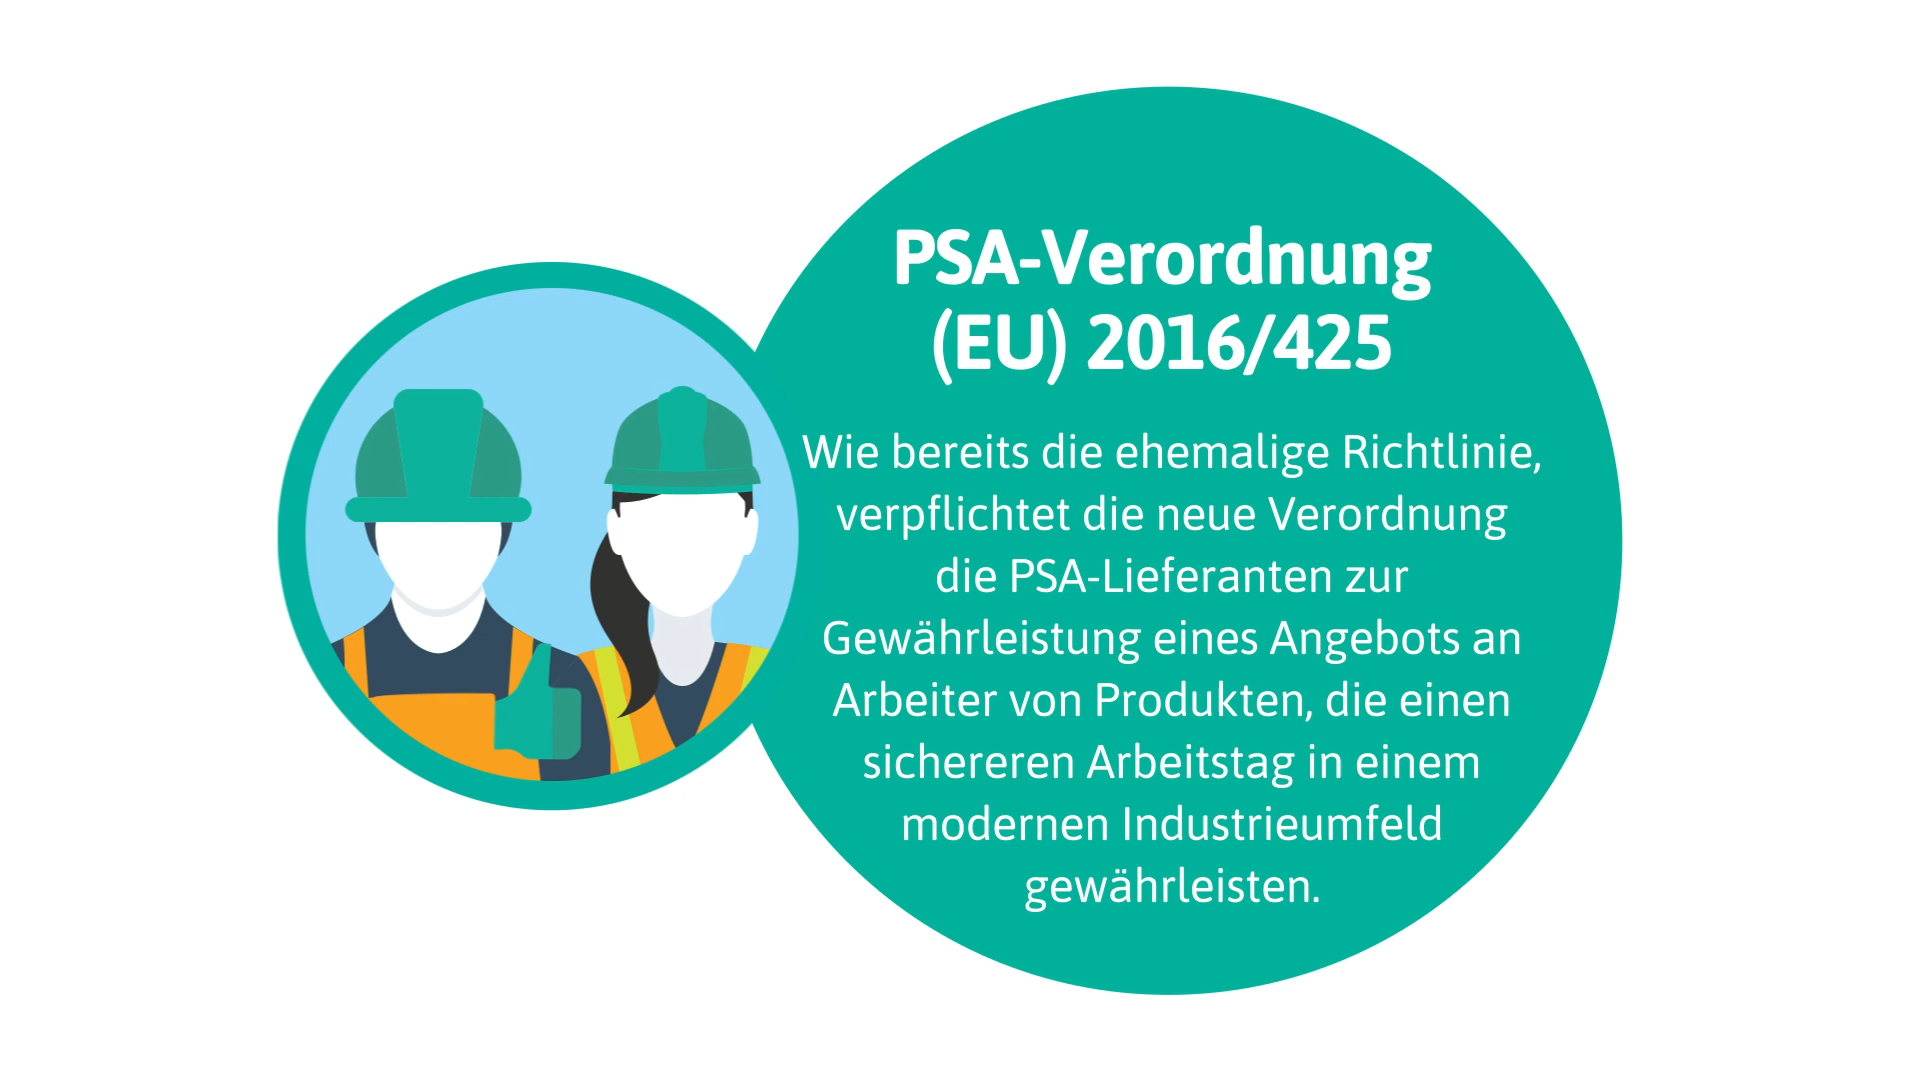 PSA-Verordnung
(EU) 2016/425
Wie bereits die ehemalige Richtlinie,
verpflichtet die neue Verordnung
die PSA-Lieferanten zur
Gewährleistung eines Angebots an
Arbeiter von Produkten, die einen
sichereren Arbeitstag in einem
modernen Industrieumfeld
gewährleisten.